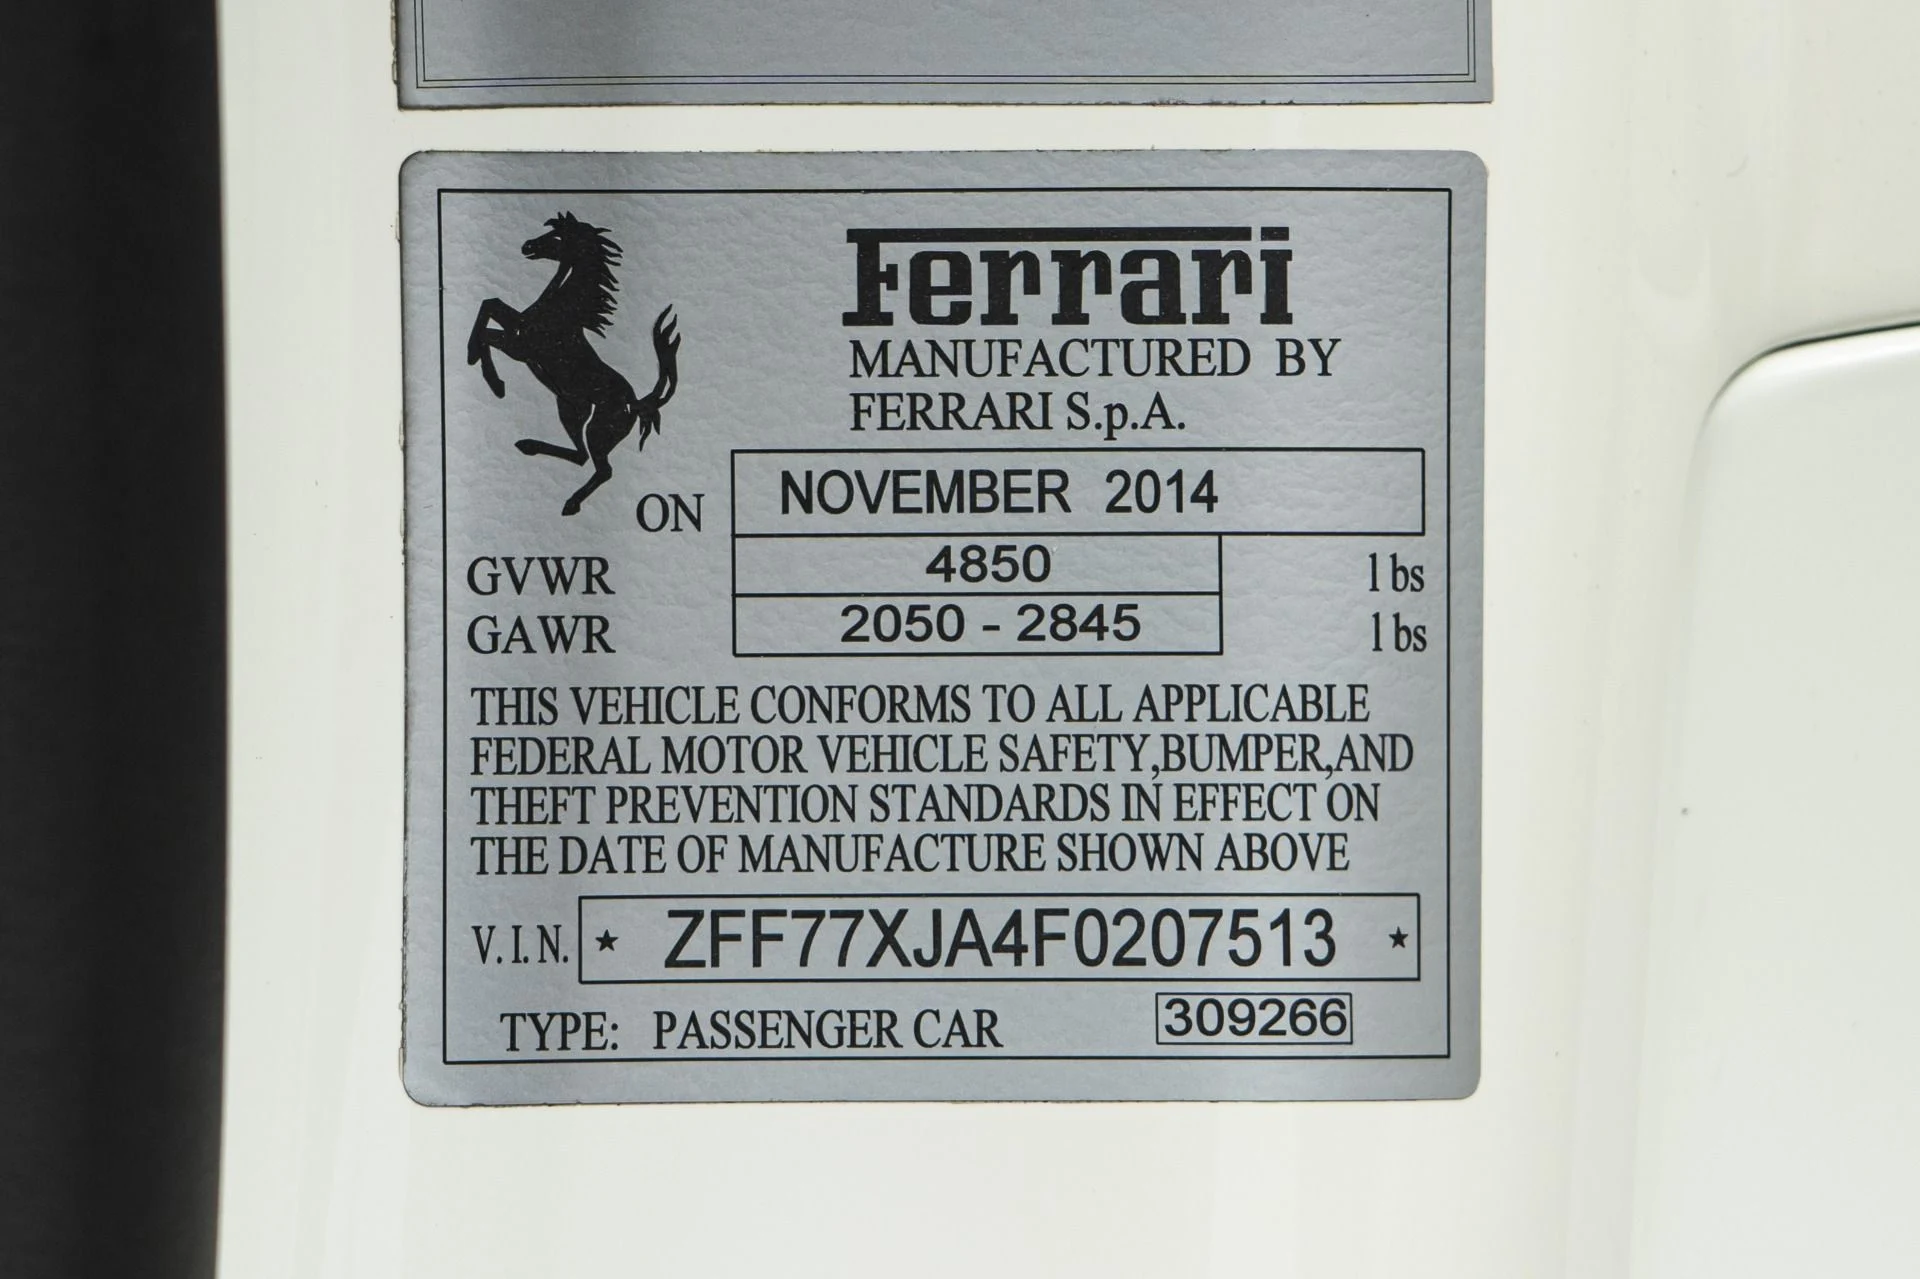 Ferrari
MANUFACTURED BY
FERRARI S.p.A.
ON NOVEMBER 2014
GVWR 4850 lbs
GAWR 2050 - 2845 lbs
THIS VEHICLE CONFORMS TO ALL APPLICABLE
FEDERAL MOTOR VEHICLE SAFETY,BUMPER,AND
THEFT PREVENTION STANDARDS IN EFFECT ON
THE DATE OF MANUFACTURE SHOWN ABOVE
V.I.N. ★ ZFF77XJA4F0207513 ★
TYPE: PASSENGER CAR 309266